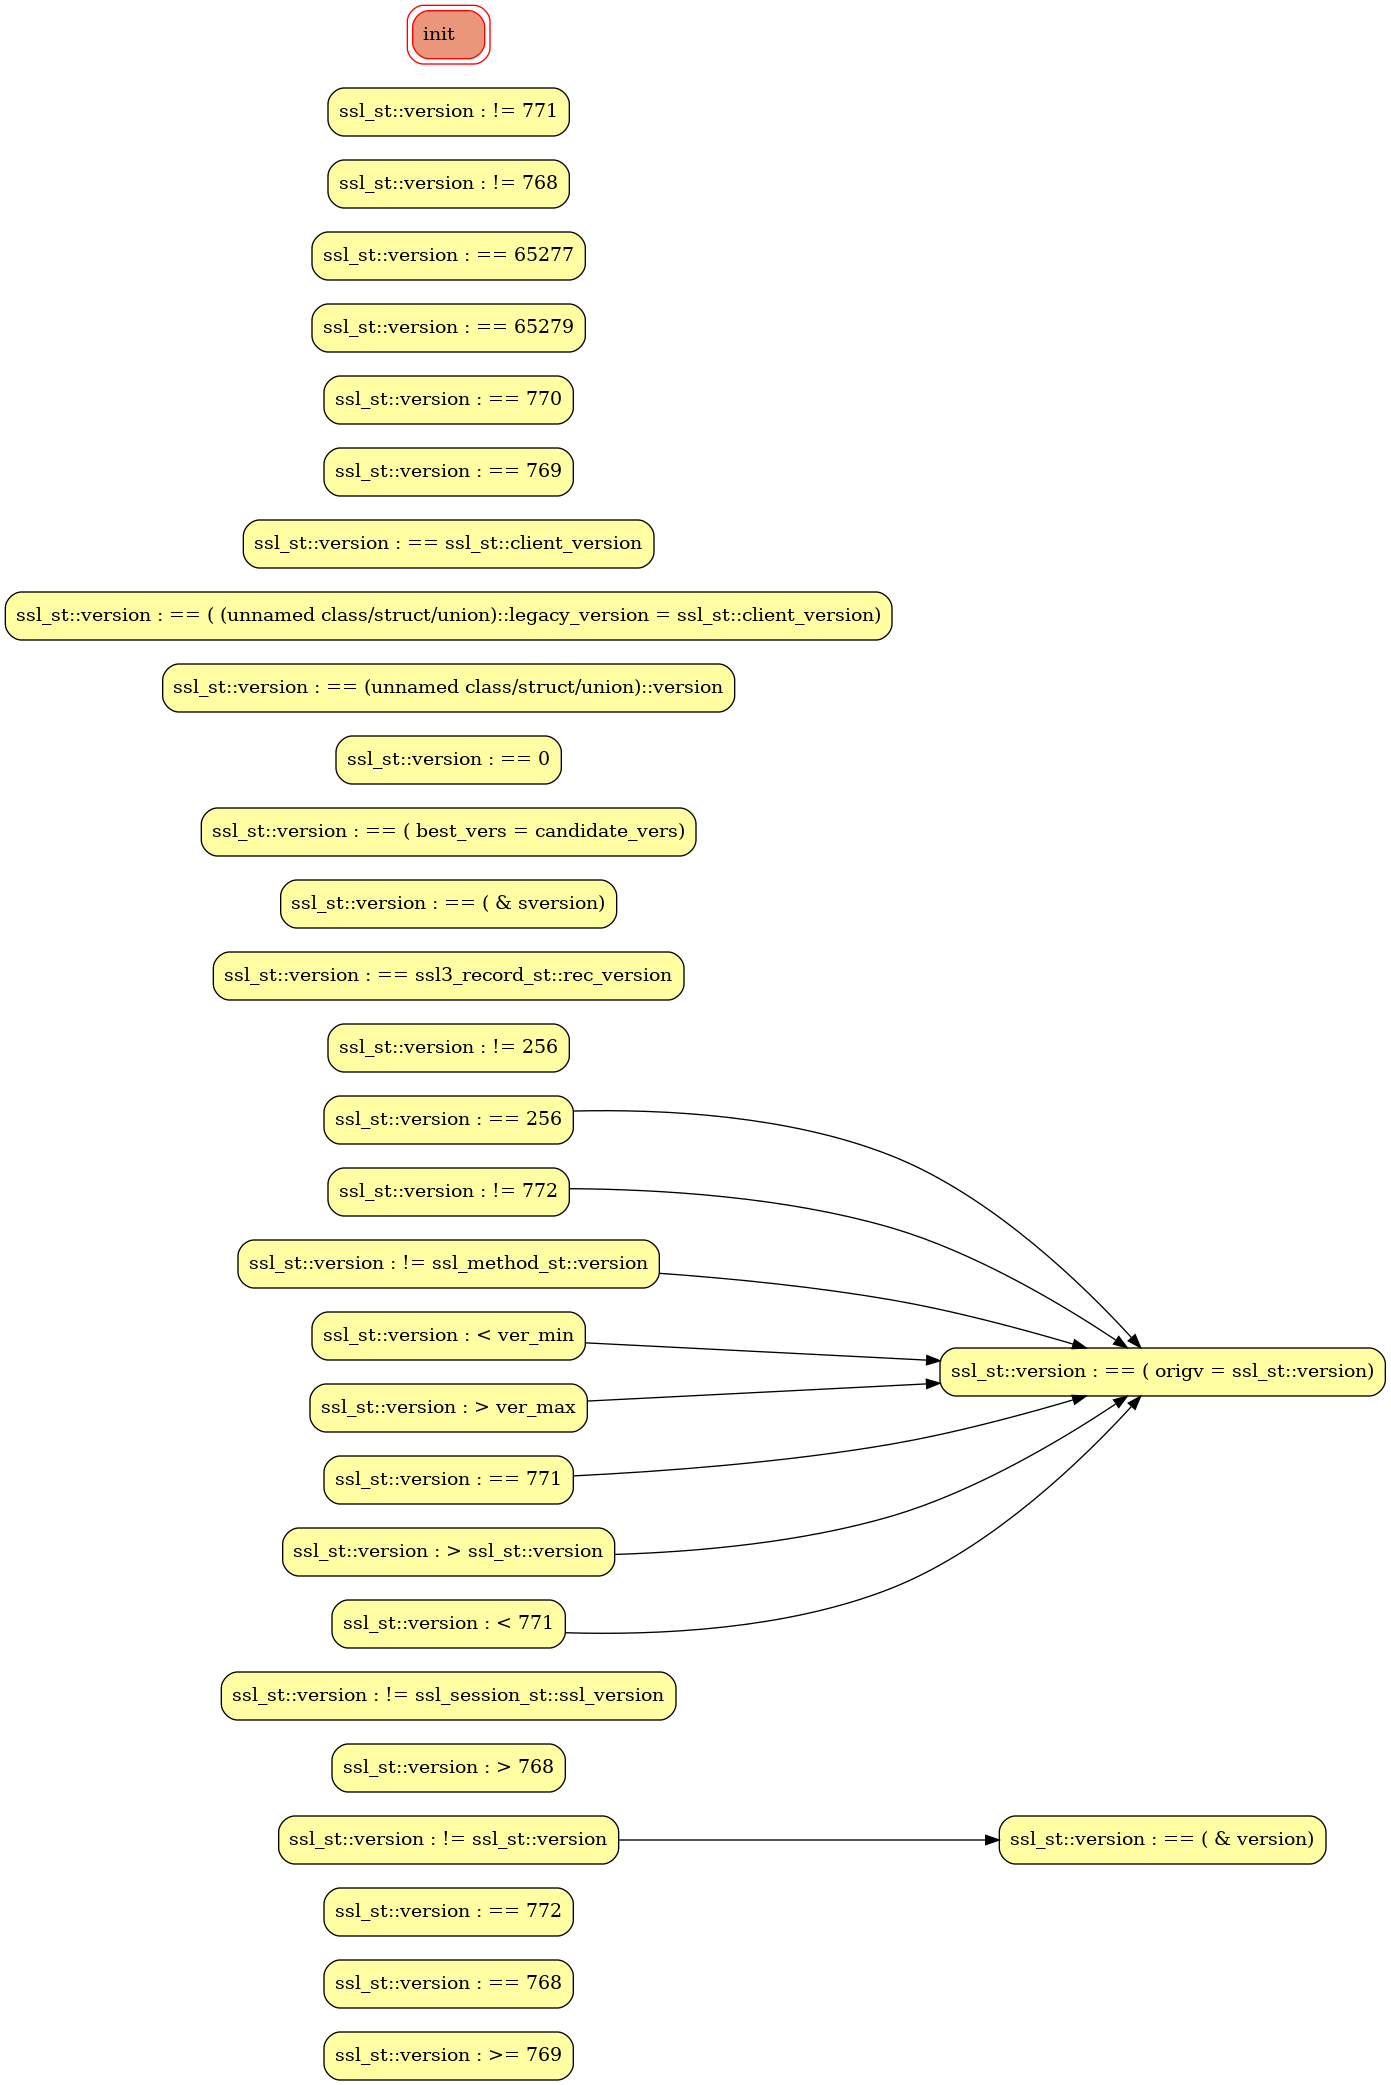 init
ssl_st::version : != 771
ssl_st::version : != 768
ssl_st::version : == 65277
ssl_st::version : == 65279
ssl_st::version : == 770
ssl_st::version : == 769
ssl_st::version : == ssl_st::client_version
ssl_st::version : == ( (unnamed class/struct/union)::legacy_version = ssl_st::client_version)
ssl_st::version : == (unnamed class/struct/union)::version
ssl_st::version : == 0
ssl_st::version : == ( best_vers = candidate_vers)
ssl_st::version : == ( & sversion)
ssl_st::version : == ssl3_record_st::rec_version
ssl_st::version : != 256
ssl_st::version : == 256
ssl_st::version : != 772
ssl_st::version : != ssl_method_st::version
ssl_st::version : < ver_min
ssl_st::version : == ( origv = ssl_st::version)
ssl_st::version : > ver_max
ssl_st::version : == 771
ssl_st::version : > ssl_st::version
ssl_st::version : < 771
ssl_st::version : != ssl_session_st::ssl_version
ssl_st::version : > 768
ssl_st::version : != ssl_st::version
ssl_st::version : == ( & version)
ssl_st::version : == 772
ssl_st::version : == 768
ssl_st::version : >= 769